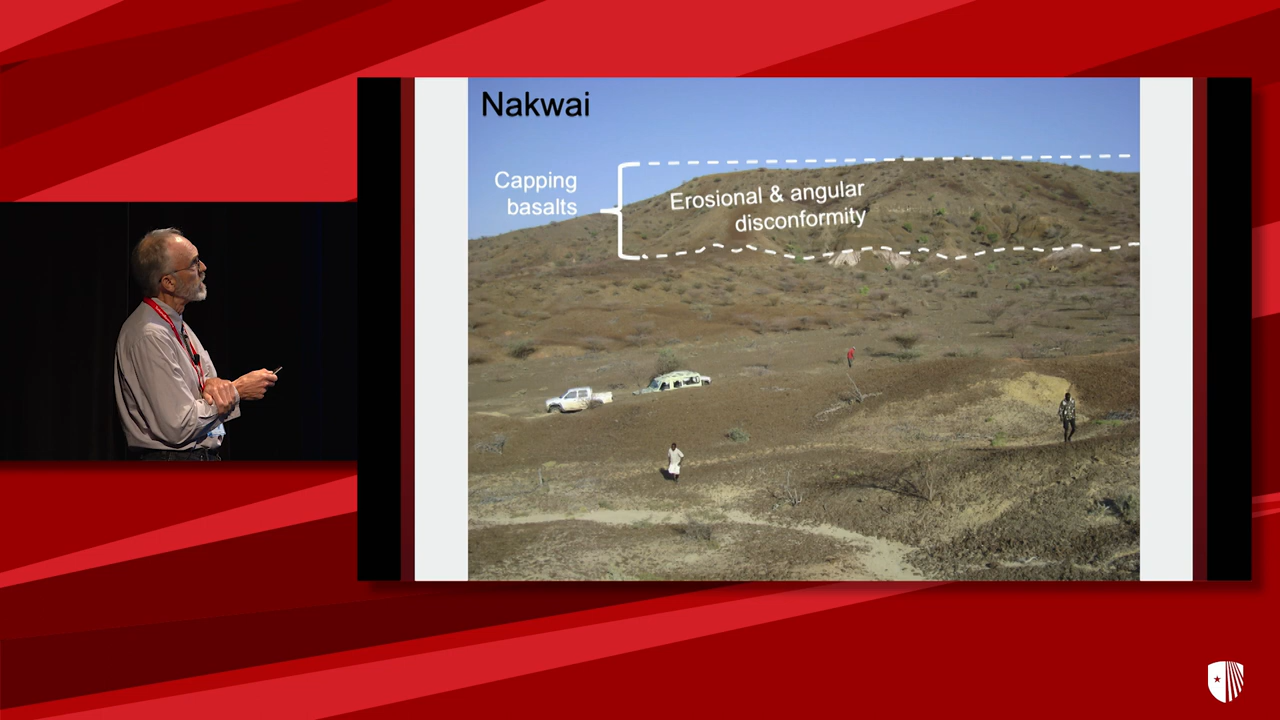 Nakwai
Capping
basalts
Erosional & angular
disconformity